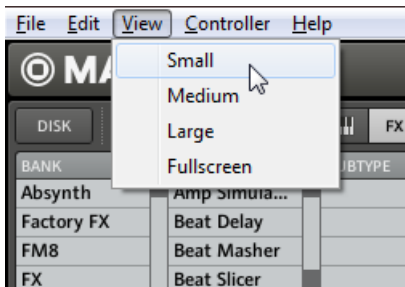 File Edit View Controller Help
MA
Small
Medium
Large
Fullscreen
DISK
FX
BANK
Absynth Amp Simula...
Factory FX Beat Delay
FM8 Beat Masher
FX Beat Slicer